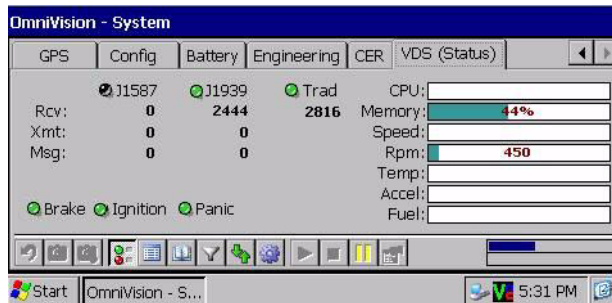 OmniVision - System
GPS Config Battery Engineering CER VDS (Status)
J1587 J1939 Trad CPU:
Rcv: 0 2444 2816 Memory: 44%
Xmt: 0 0 Speed:
Msg: 0 0 Rpm: 450
Temp:
Accel:
Brake Ignition Panic Fuel:
Start OmniVision - S... 5:31 PM